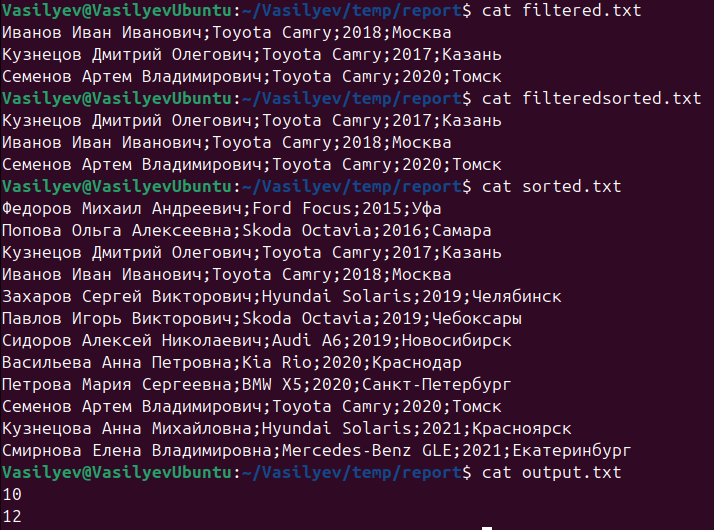 Vasilyev@VasilyevUbuntu:~/Vasilyev/temp/report$ cat filtered.txt
Иванов Иван Иванович;Toyota Camry;2018;Москва
Кузнецов Дмитрий Олегович;Toyota Camry;2017;Казань
Семенов Артем Владимирович;Toyota Camry;2020;Томск
Vasilyev@VasilyevUbuntu:~/Vasilyev/temp/report$ cat filteredsorted.txt
Кузнецов Дмитрий Олегович;Toyota Camry;2017;Казань
Иванов Иван Иванович;Toyota Camry;2018;Москва
Семенов Артем Владимирович;Toyota Camry;2020;Томск
Vasilyev@VasilyevUbuntu:~/Vasilyev/temp/report$ cat sorted.txt
Федоров Михаил Андреевич;Ford Focus;2015;Уфа
Попова Ольга Алексеевна;Skoda Octavia;2016;Самара
Кузнецов Дмитрий Олегович;Toyota Camry;2017;Казань
Иванов Иван Иванович;Toyota Camry;2018;Москва
Захаров Сергей Викторович;Hyundai Solaris;2019;Челябинск
Павлов Игорь Викторович;Skoda Octavia;2019;Чебоксары
Сидоров Алексей Николаевич;Audi A6;2019;Новосибирск
Васильева Анна Петровна;Kia Rio;2020;Краснодар
Петрова Мария Сергеевна;BMW X5;2020;Санкт-Петербург
Семенов Артем Владимирович;Toyota Camry;2020;Томск
Кузнецова Анна Михайловна;Hyundai Solaris;2021;Красноярск
Смирнова Елена Владимировна;Mercedes-Benz GLE;2021;Екатеринбург
Vasilyev@VasilyevUbuntu:~/Vasilyev/temp/report$ cat output.txt
10
12